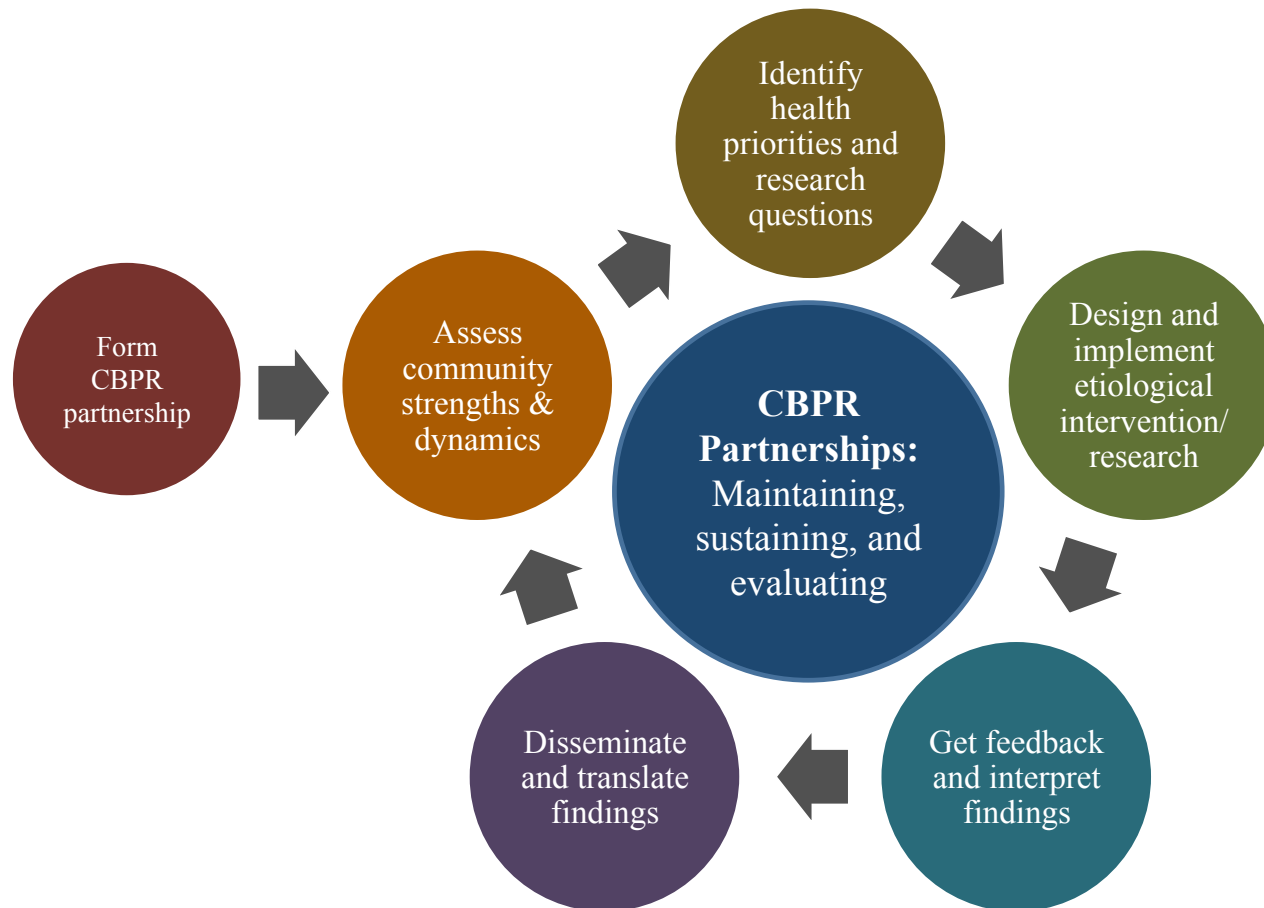 Form
CBPR
partnership
Assess
community
strengths &
dynamics
Identify
health
priorities and
research
questions
Design and
implement
etiological
intervention/
research
Get feedback
and interpret
findings
Disseminate
and translate
findings
CBPR
Partnerships:
Maintaining,
sustaining, and
evaluating